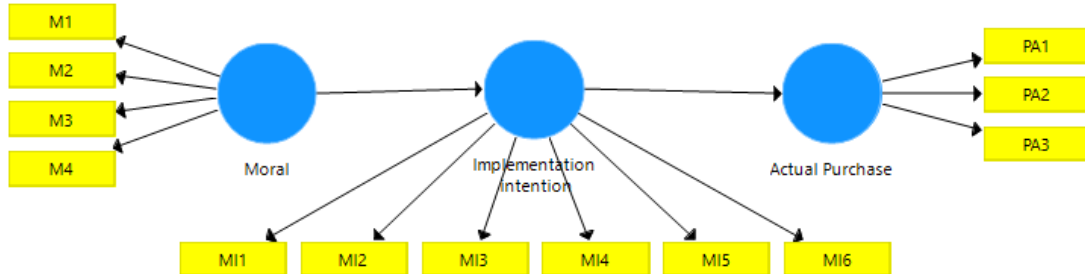 M1
M2
M3
M4
Moral
Implementation
intention
Actual Purchase
PA1
PA2
PA3
MI1
MI2
MI3
MI4
MI5
MI6